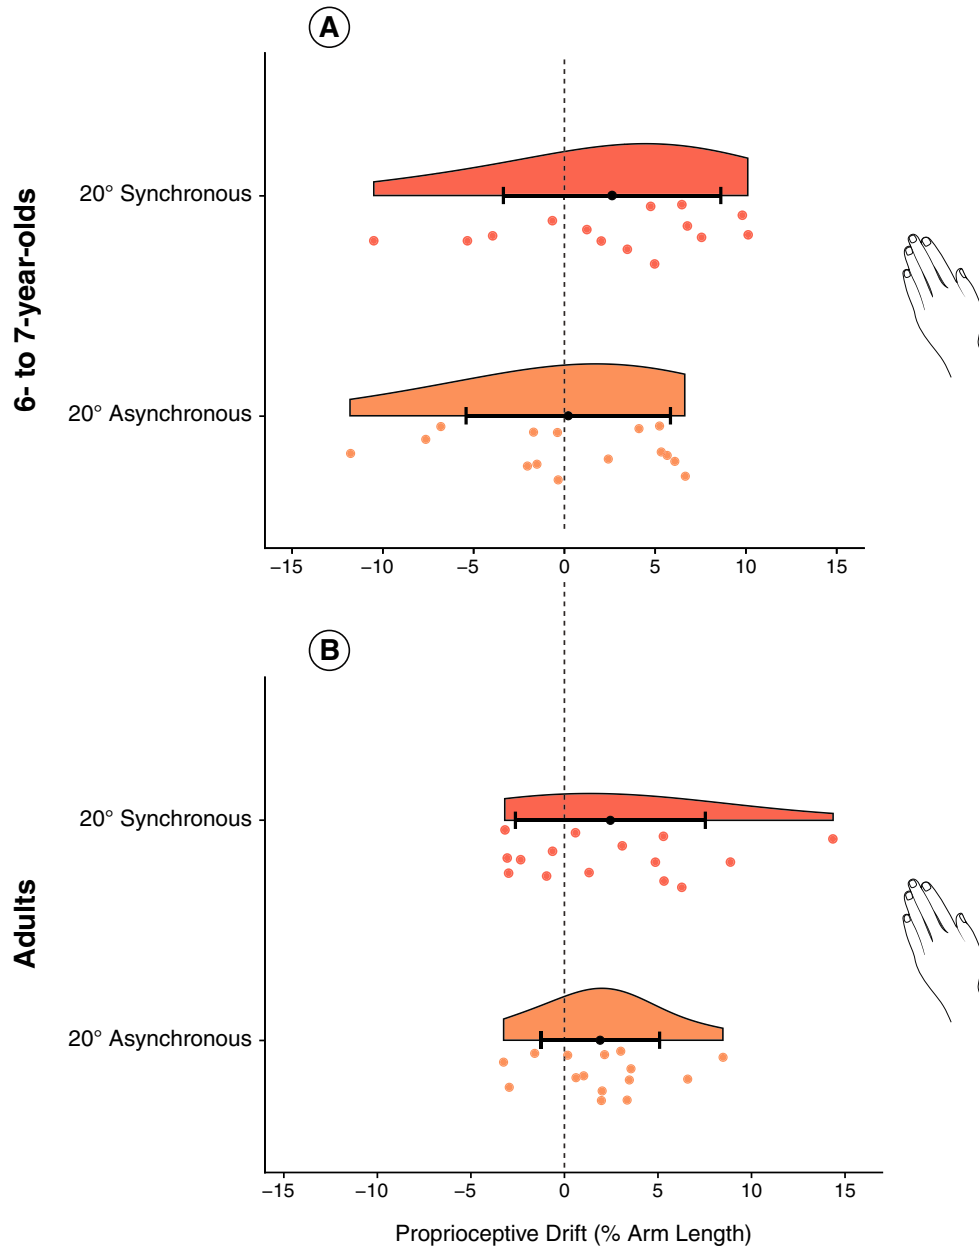 A
6- to 7-year-olds
20° Synchronous
20° Asynchronous
−15 −10 −5 0 5 10 15
B
Adults
20° Synchronous
20° Asynchronous
−15 −10 −5 0 5 10 15
Proprioceptive Drift (% Arm Length)